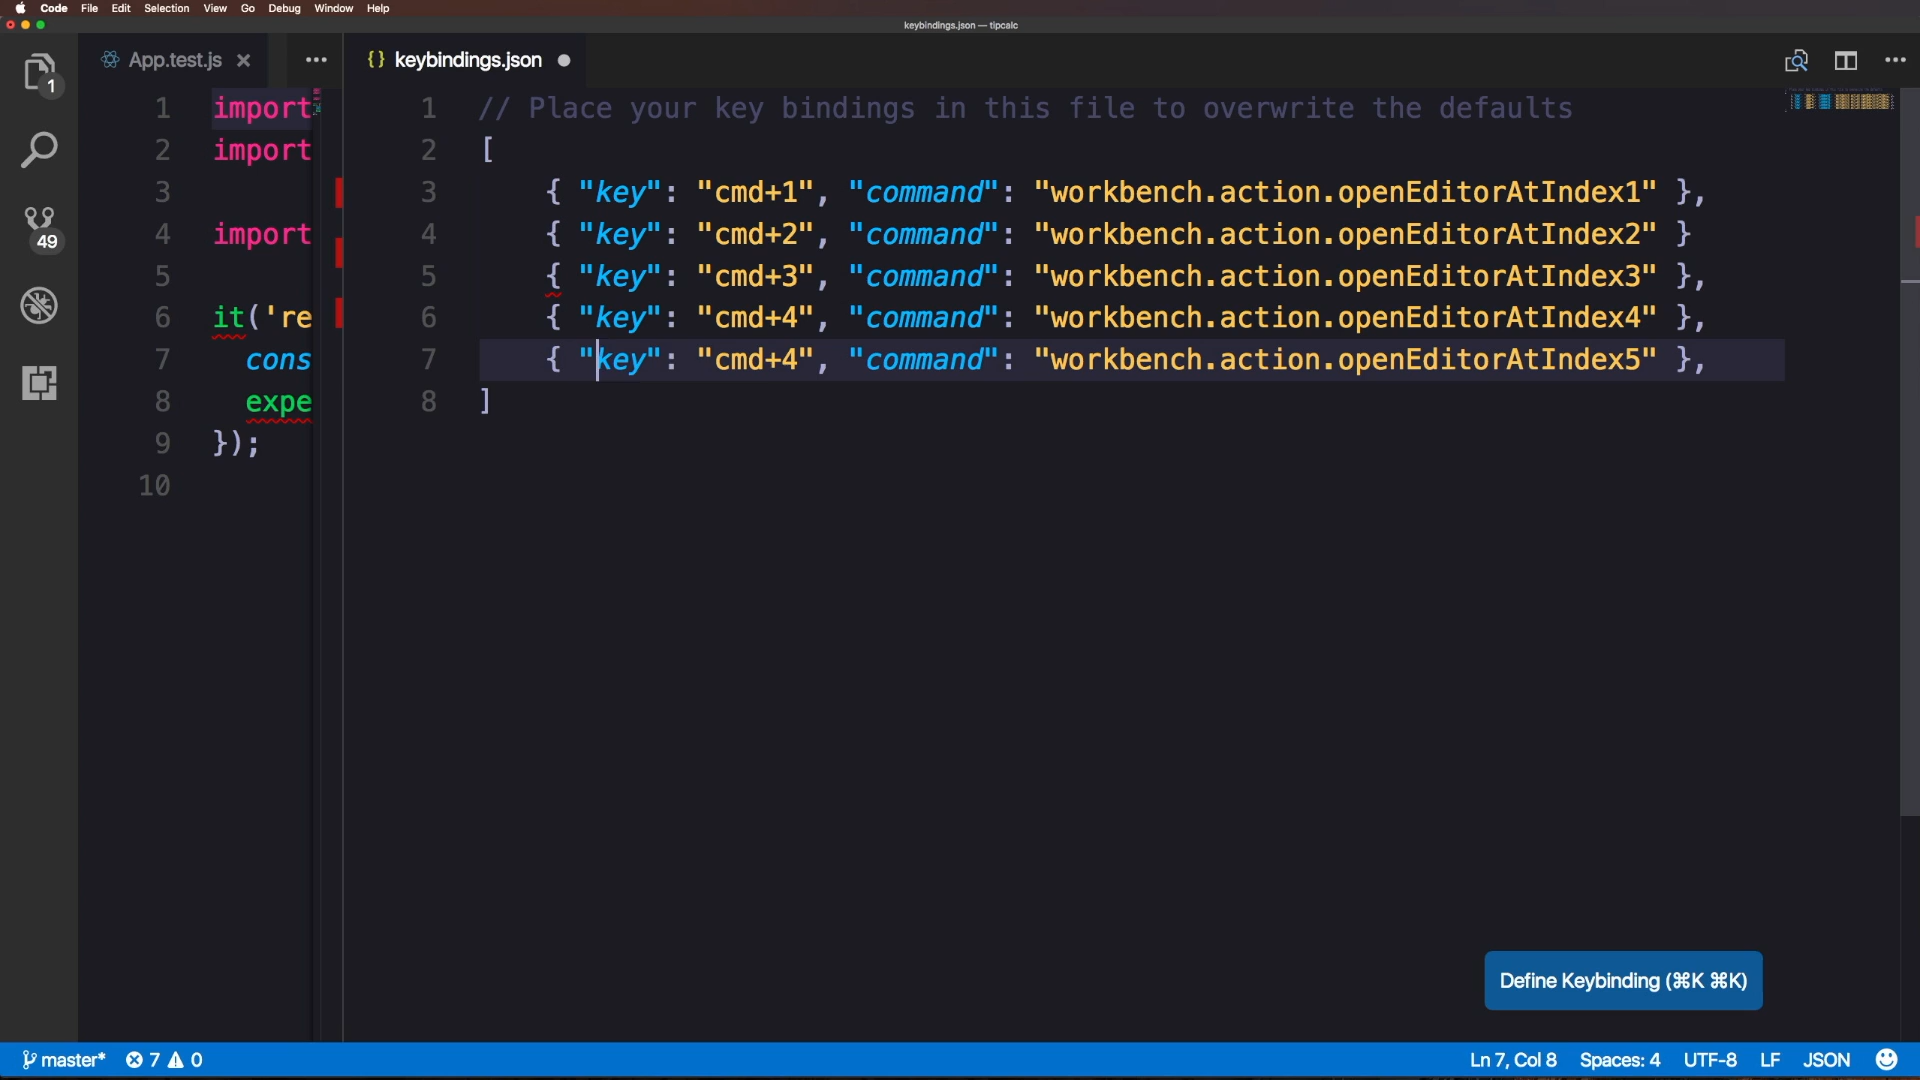 Code File Edit Selection View Go Debug Window Help
keybindings.json — tipcalc
App.test.js
keybindings.json
1
49
1 import
2 import
3
4 import
5
6 it('re
7 cons
8 expe
9 });
10
1 // Place your key bindings in this file to overwrite the defaults
2 [
3 { "key": "cmd+1", "command": "workbench.action.openEditorAtIndex1" },
4 { "key": "cmd+2", "command": "workbench.action.openEditorAtIndex2" }
5 { "key": "cmd+3", "command": "workbench.action.openEditorAtIndex3" },
6 { "key": "cmd+4", "command": "workbench.action.openEditorAtIndex4" },
7 { "key": "cmd+4", "command": "workbench.action.openEditorAtIndex5" },
8 ]
Define Keybinding (⌘K ⌘K)
master* 7 0
Ln 7, Col 8 Spaces: 4 UTF-8 LF JSON